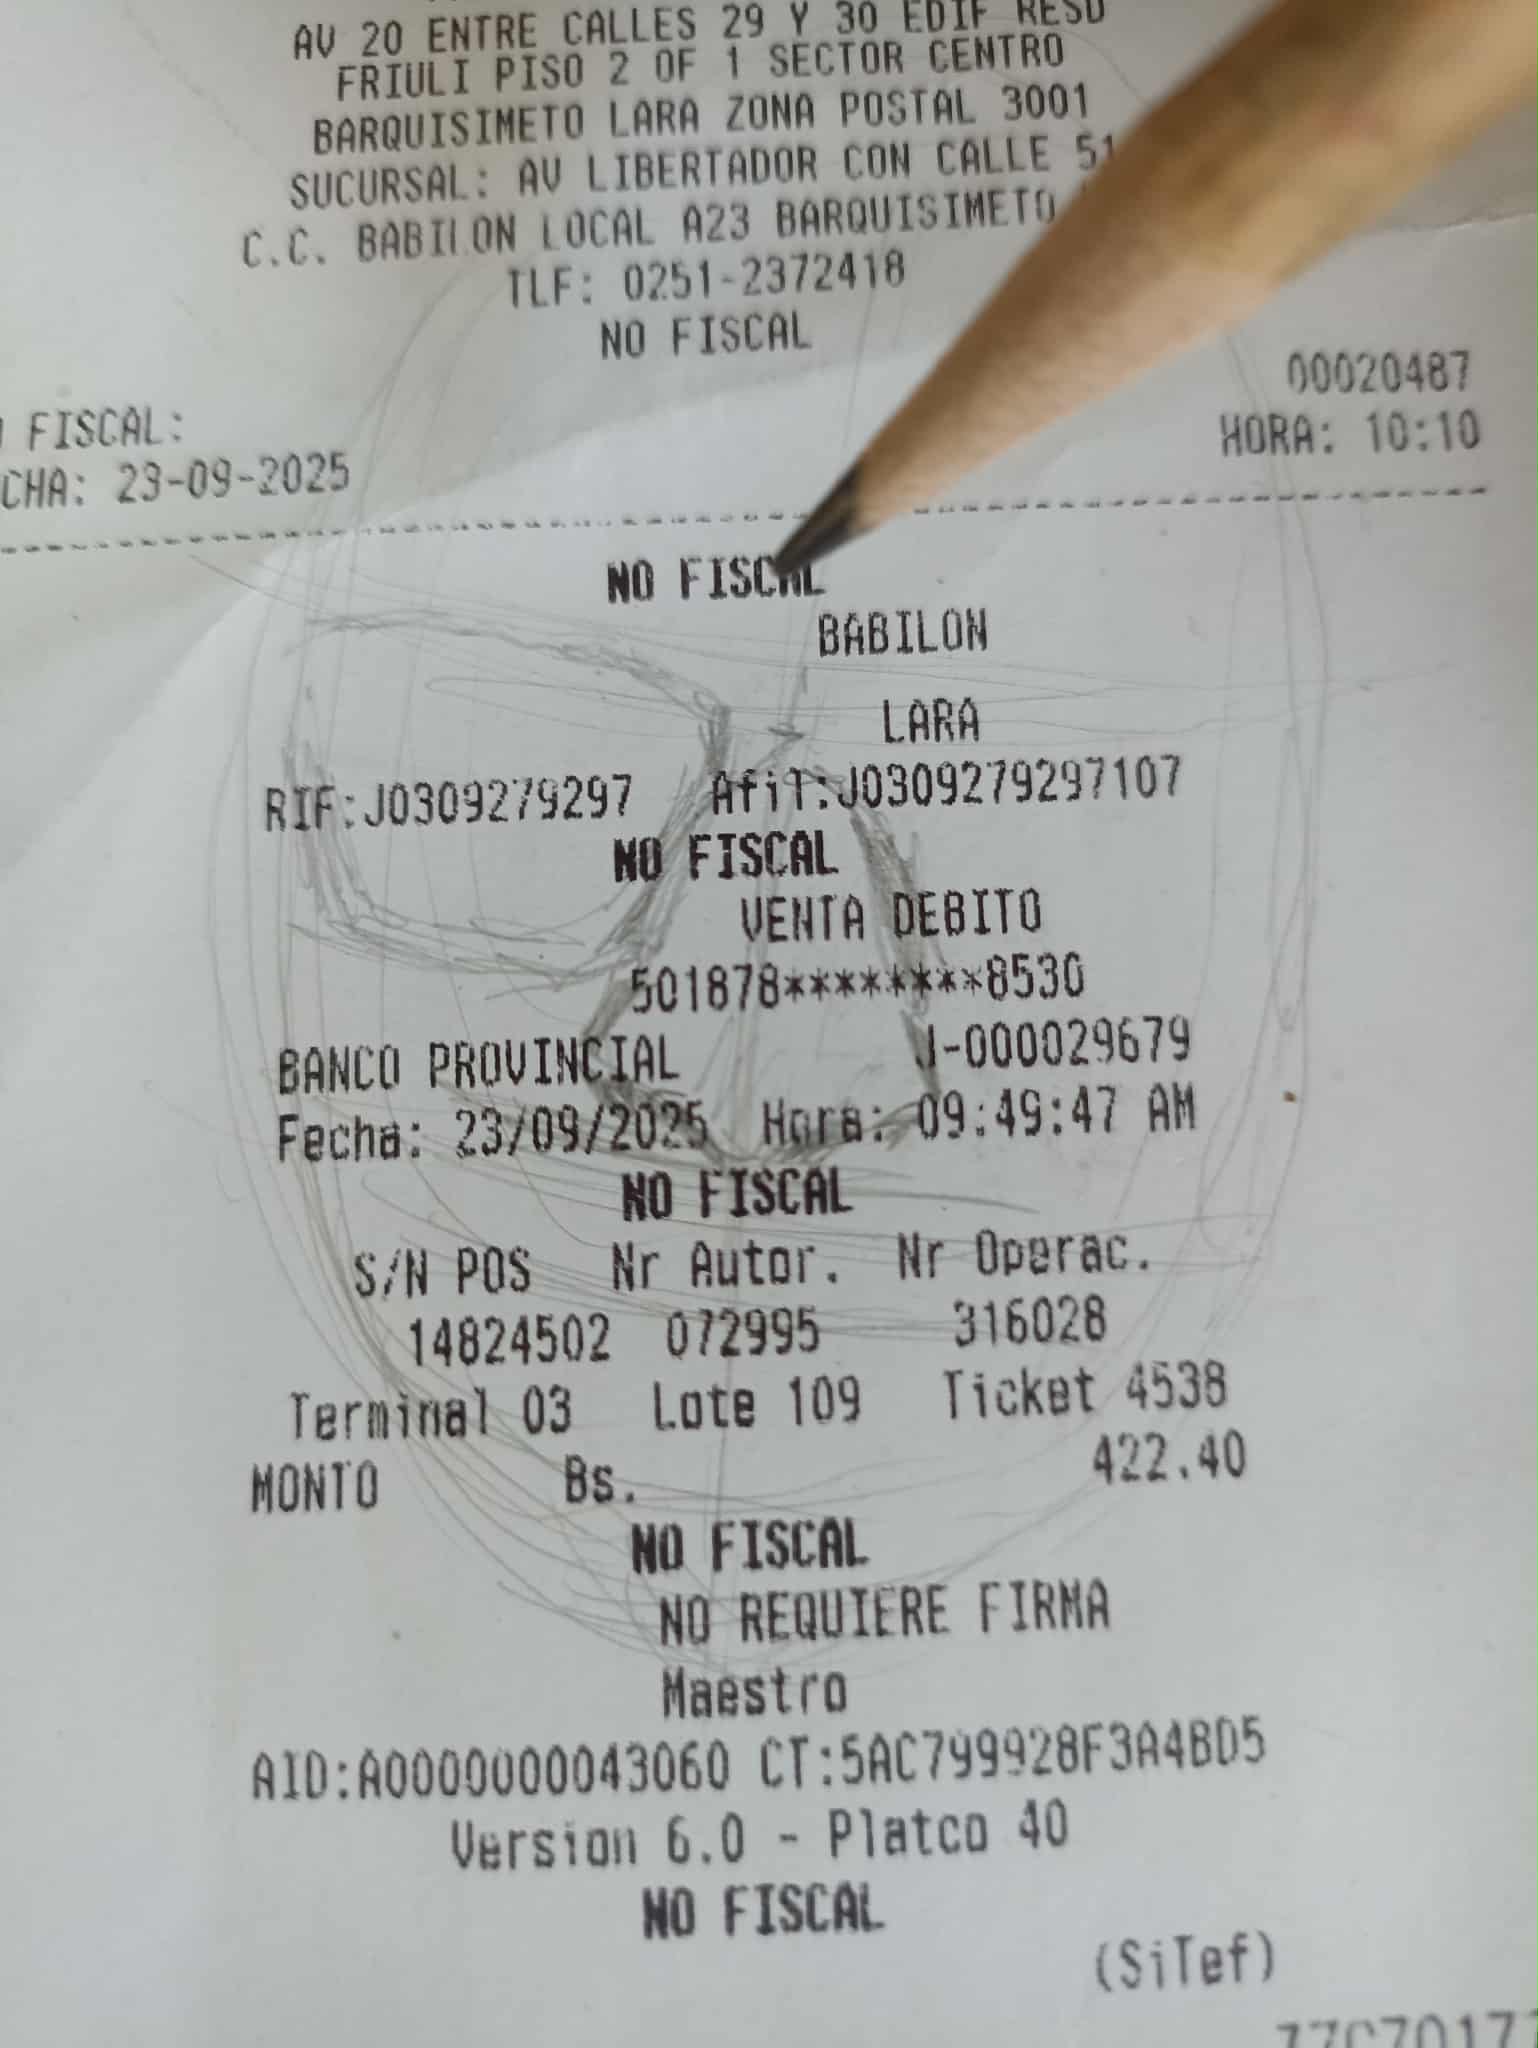 AV 20 ENTRE CALLES 29 Y 30 EDIF RESD
FRIULI PISO 2 OF 1 SECTOR CENTRO
BARQUISIMETO LARA ZONA POSTAL 3001
SUCURSAL: AV LIBERTADOR CON CALLE 51
C.C. BABILON LOCAL A23 BARQUISIMETO
TLF: 0251-2372418
NO FISCAL
00020487
FISCAL:
HORA: 10:10
CHA: 23-09-2025
NO FISCAL
BABILON
LARA
RIF:J0309279297 Afil:J0309279297107
NO FISCAL
VENTA DEBITO
501878********8530
BANCO PROVINCIAL J-000029679
Fecha: 23/09/2025 Hora: 09:49:47 AM
NO FISCAL
S/N POS Nr Autor. Nr Operac.
14824502 072995 316028
Terminal 03 Lote 109 Ticket 4538
MONTO Bs. 422.40
NO FISCAL
NO REQUIERE FIRMA
Maestro
AID:A0000000043060 CT:5AC799928F3A4BD5
Version 6.0 - Platco 40
NO FISCAL
(SiTef)